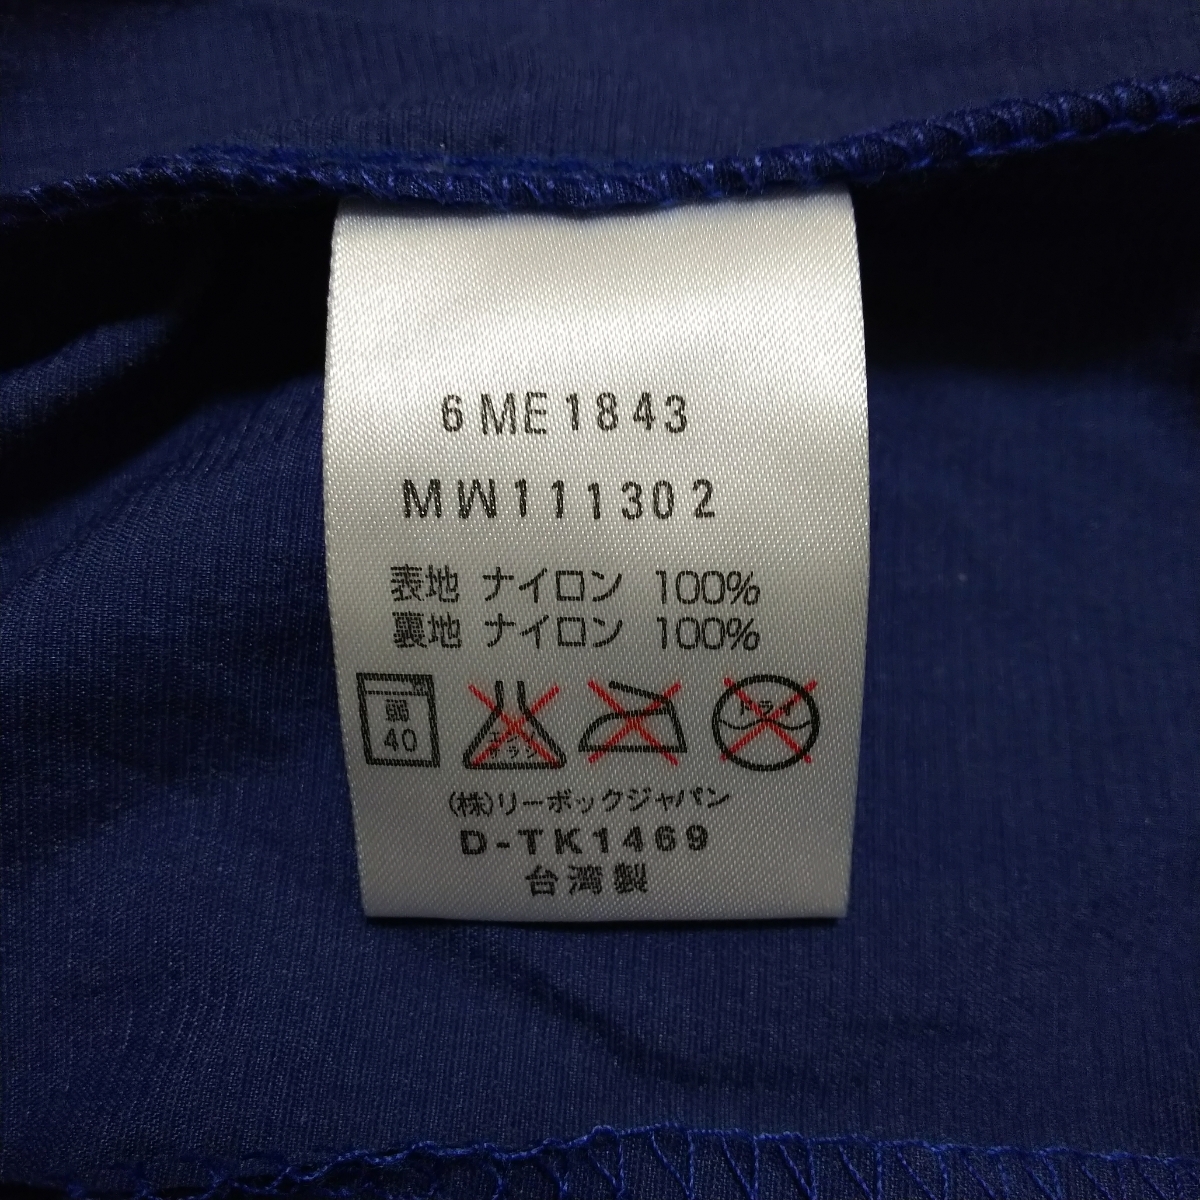 6ME1843
MW111302
表地 ナイロン 100%
裏地 ナイロン 100%
弱
40
(株)リーボックジャパン
D-TK1469
台湾製